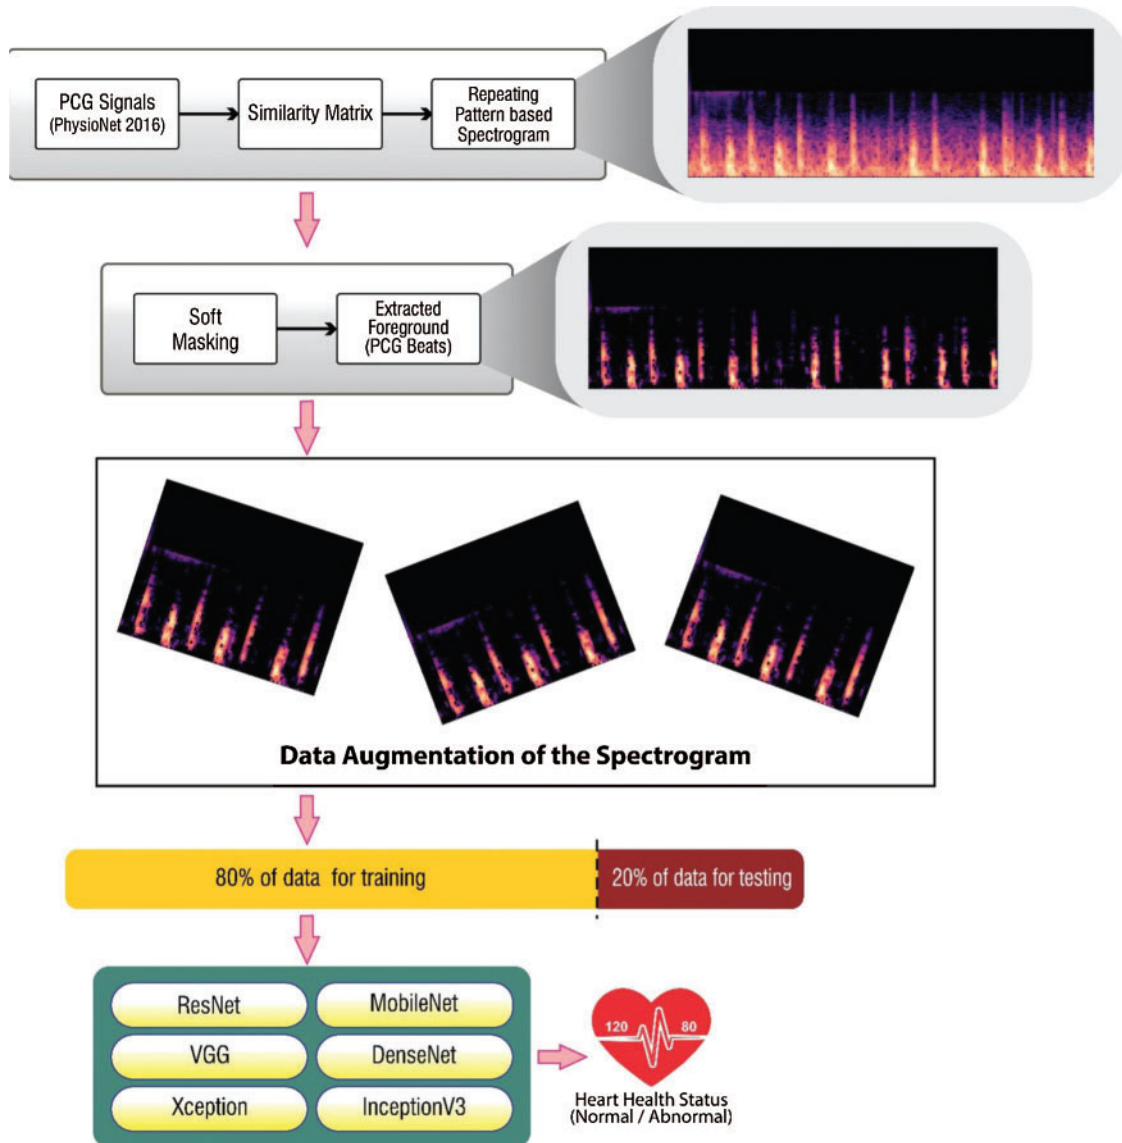 PCG Signals
(PhysioNet 2016)
Similarity Matrix
Repeating
Pattern based
Spectrogram
Soft
Masking
Extracted
Foreground
(PCG Beats)
Data Augmentation of the Spectrogram
80% of data for training
20% of data for testing
ResNet
MobileNet
VGG
DenseNet
Xception
InceptionV3
120
80
Heart Health Status
(Normal / Abnormal)